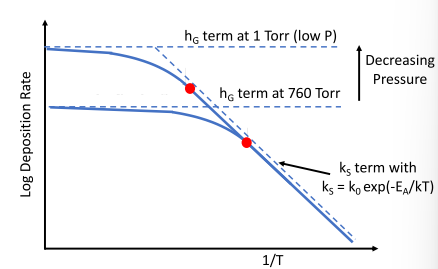 h_G term at 1 Torr (low P)
Decreasing
Pressure
h_G term at 760 Torr
Log Deposition Rate
k_S term with
k_S = k_0 exp(-E_A/kT)
1/T